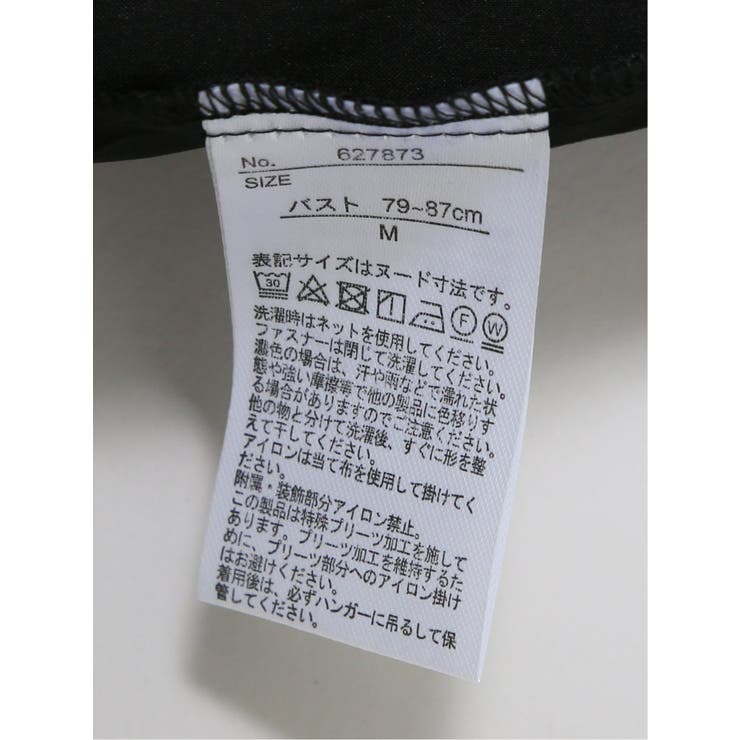 No. 627873
SIZE
バスト 79~87cm
M
表記サイズはヌード寸法です。
30 F W
洗濯時はネットを使用してください。
ファスナーは閉じて洗濯してください。
濃色の場合は、汗や雨などで濡れた状
態や強い摩擦等で他の製品に色移りす
る場合がありますのでご注意ください。
他の物と分けて洗濯後、すぐに形を整
えて干してください。
アイロンは当て布を使用して掛けてく
ださい。
附属・装飾部分アイロン禁止。
この製品は特殊プリーツ加工を施して
あります。プリーツ加工を維持するた
めに、プリーツ部分へのアイロン掛け
はお避けください。
着用後は、必ずハンガーに吊るして保
管してください。